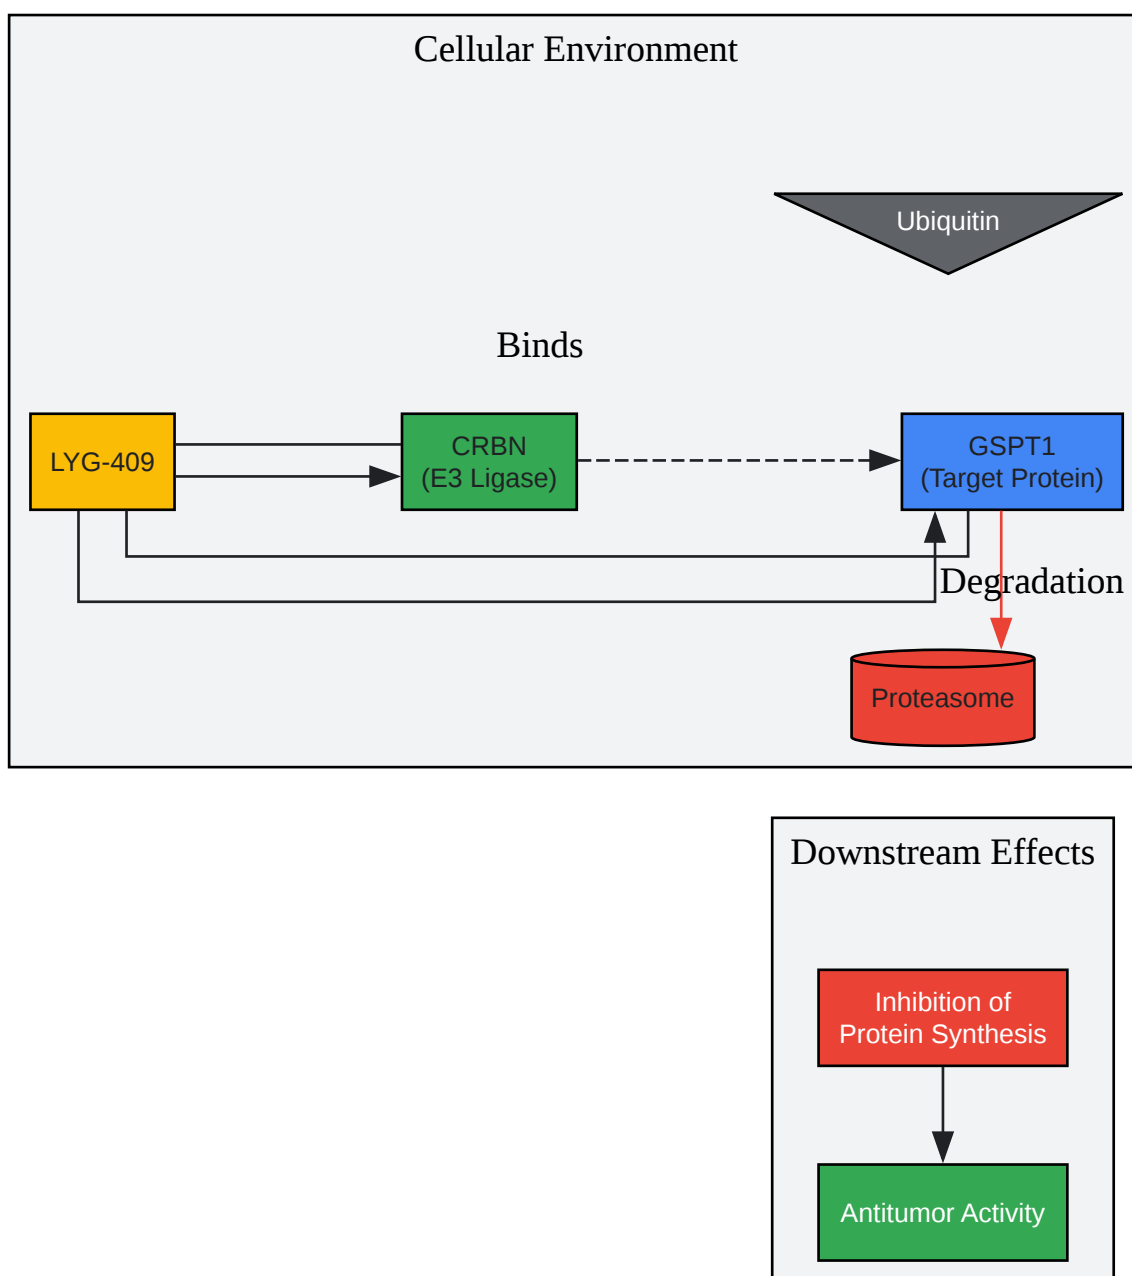 Cellular Environment
Ubiquitin
Binds
LYG-409
CRBN
(E3 Ligase)
GSPT1
(Target Protein)
Degradation
Proteasome
Downstream Effects
Inhibition of
Protein Synthesis
Antitumor Activity